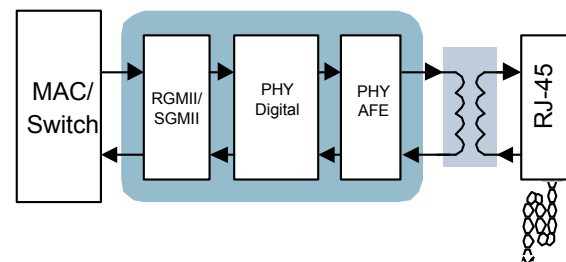 MAC/
Switch
RGMII/
SGMII
PHY
Digital
PHY
AFE
RJ-45